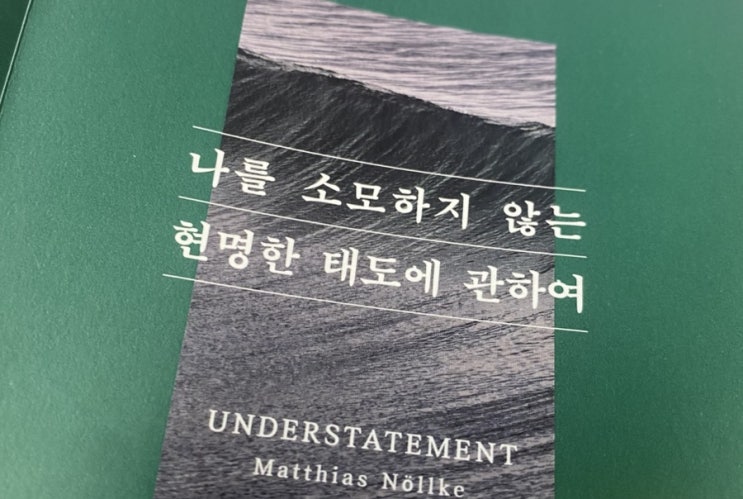 나를 소모하지 않는
현명한 태도에 관하여
UNDERSTATEMENT
Matthias Nöllke